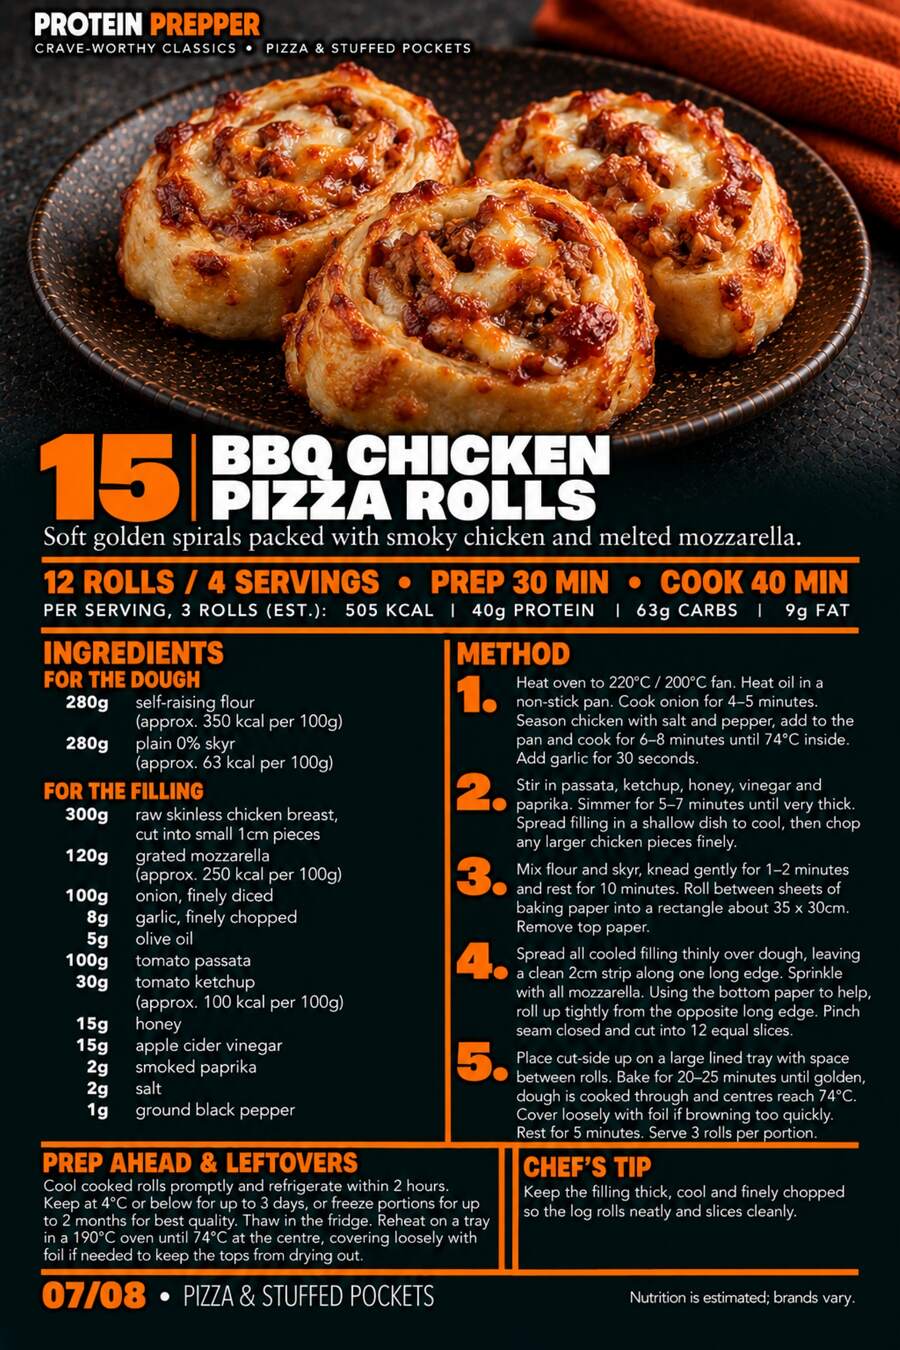 PROTEIN PREPPER
CRAVE-WORTHY CLASSICS • PIZZA & STUFFED POCKETS
15
BBQ CHICKEN
PIZZA ROLLS
Soft golden spirals packed with smoky chicken and melted mozzarella.
12 ROLLS / 4 SERVINGS • PREP 30 MIN • COOK 40 MIN
PER SERVING, 3 ROLLS (EST.): 505 KCAL | 40g PROTEIN | 63g CARBS | 9g FAT
INGREDIENTS
FOR THE DOUGH
280g self-raising flour
(approx. 350 kcal per 100g)
280g plain 0% skyr
(approx. 63 kcal per 100g)
FOR THE FILLING
300g raw skinless chicken breast,
cut into small 1cm pieces
120g grated mozzarella
(approx. 250 kcal per 100g)
100g onion, finely diced
8g garlic, finely chopped
5g olive oil
100g tomato passata
30g tomato ketchup
(approx. 100 kcal per 100g)
15g honey
15g apple cider vinegar
2g smoked paprika
2g salt
1g ground black pepper
METHOD
1. Heat oven to 220°C / 200°C fan. Heat oil in a
non-stick pan. Cook onion for 4–5 minutes.
Season chicken with salt and pepper, add to the
pan and cook for 6–8 minutes until 74°C inside.
Add garlic for 30 seconds.
2. Stir in passata, ketchup, honey, vinegar and
paprika. Simmer for 5–7 minutes until very thick.
Spread filling in a shallow dish to cool, then chop
any larger chicken pieces finely.
3. Mix flour and skyr, knead gently for 1–2 minutes
and rest for 10 minutes. Roll between sheets of
baking paper into a rectangle about 35 x 30cm.
Remove top paper.
4. Spread all cooled filling thinly over dough, leaving
a clean 2cm strip along one long edge. Sprinkle
with all mozzarella. Using the bottom paper to help,
roll up tightly from the opposite long edge. Pinch
seam closed and cut into 12 equal slices.
5. Place cut-side up on a large lined tray with space
between rolls. Bake for 20–25 minutes until golden,
dough is cooked through and centres reach 74°C.
Cover loosely with foil if browning too quickly.
Rest for 5 minutes. Serve 3 rolls per portion.
PREP AHEAD & LEFTOVERS
Cool cooked rolls promptly and refrigerate within 2 hours.
Keep at 4°C or below for up to 3 days, or freeze portions for up
to 2 months for best quality. Thaw in the fridge. Reheat on a tray
in a 190°C oven until 74°C at the centre, covering loosely with
foil if needed to keep the tops from drying out.
CHEF'S TIP
Keep the filling thick, cool and finely chopped
so the log rolls neatly and slices cleanly.
07/08 • PIZZA & STUFFED POCKETS
Nutrition is estimated; brands vary.